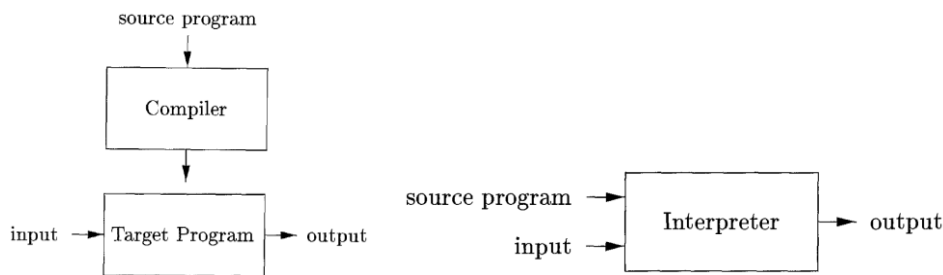 source program
Compiler
input
Target Program
output
source program
input
Interpreter
output